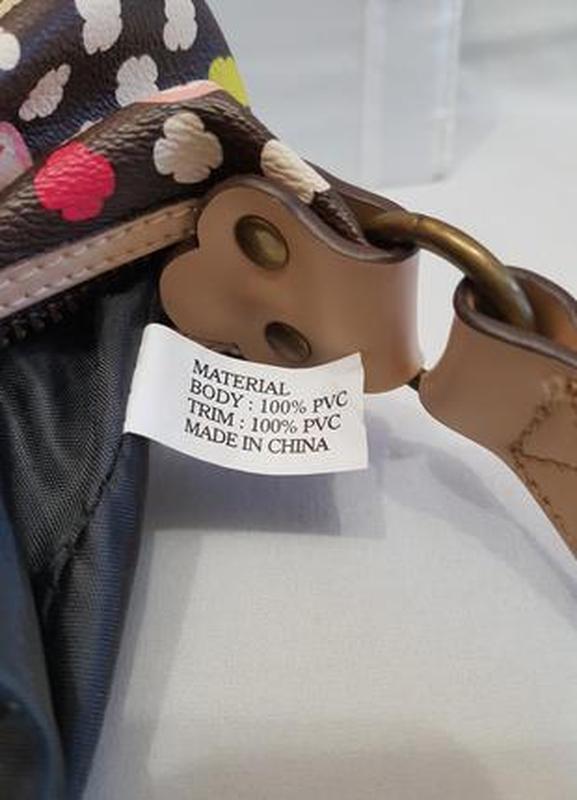 MATERIAL
BODY : 100% PVC
TRIM : 100% PVC
MADE IN CHINA